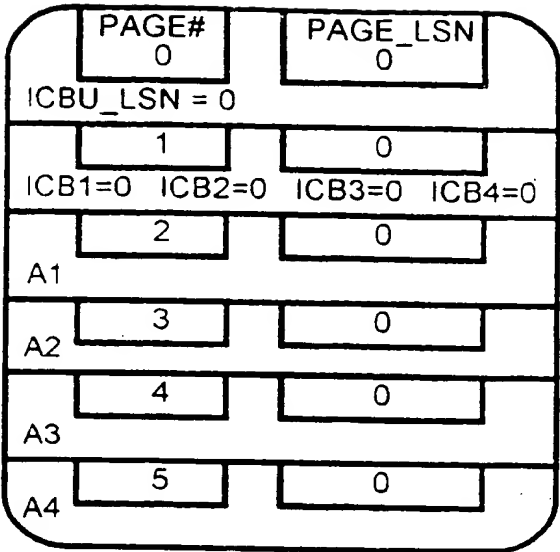 PAGE# PAGE_LSN
0 0
ICBU_LSN = 0
1 0
ICB1=0 ICB2=0 ICB3=0 ICB4=0
2 0
A1
3 0
A2
4 0
A3
5 0
A4